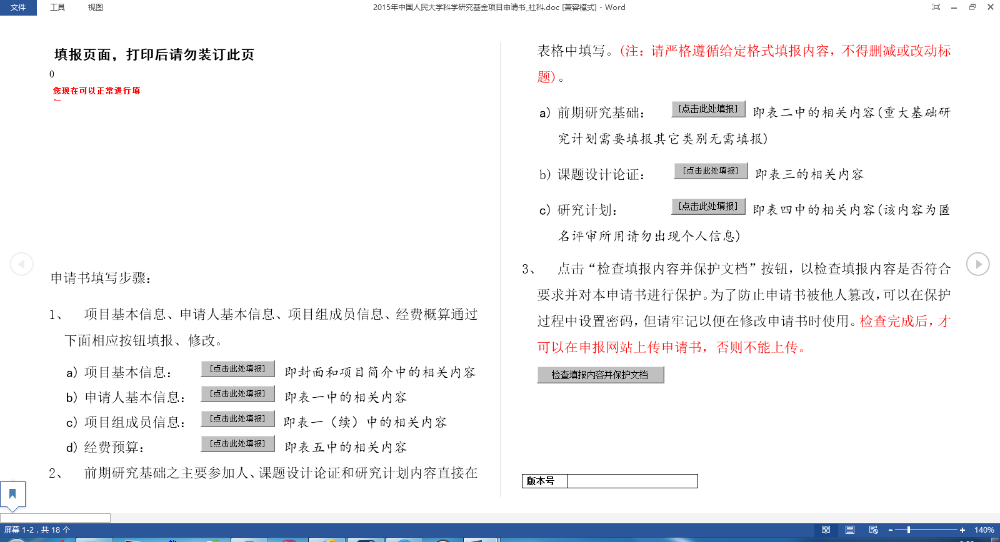 文件 工具 视图 2015年中国人民大学科学研究基金项目申请书_社科.doc [兼容模式] - Word
填报页面，打印后请勿装订此页
0
您现在可以正常进行填
申请书填写步骤：
1、 项目基本信息、申请人基本信息、项目组成员信息、经费概算通过
下面相应按钮填报、修改。
a) 项目基本信息： [点击此处填报] 即封面和项目简介中的相关内容
b) 申请人基本信息： [点击此处填报] 即表一中的相关内容
c) 项目组成员信息： [点击此处填报] 即表一（续）中的相关内容
d) 经费预算： [点击此处填报] 即表五中的相关内容
2、 前期研究基础之主要参加人、课题设计论证和研究计划内容直接在
表格中填写。(注：请严格遵循给定格式填报内容，不得删减或改动标
题)。
a) 前期研究基础： [点击此处填报] 即表二中的相关内容(重大基础研
究计划需要填报其它类别无需填报)
b) 课题设计论证： [点击此处填报] 即表三的相关内容
c) 研究计划： [点击此处填报] 即表四中的相关内容(该内容为匿
名评审所用请勿出现个人信息)
3、 点击“检查填报内容并保护文档”按钮，以检查填报内容是否符合
要求并对本申请书进行保护。为了防止申请书被他人篡改，可以在保护
过程中设置密码，但请牢记以便在修改申请书时使用。检查完成后，才
可以在申报网站上传申请书，否则不能上传。
检查填报内容并保护文档
版本号
屏幕 1-2，共 18 个 140%